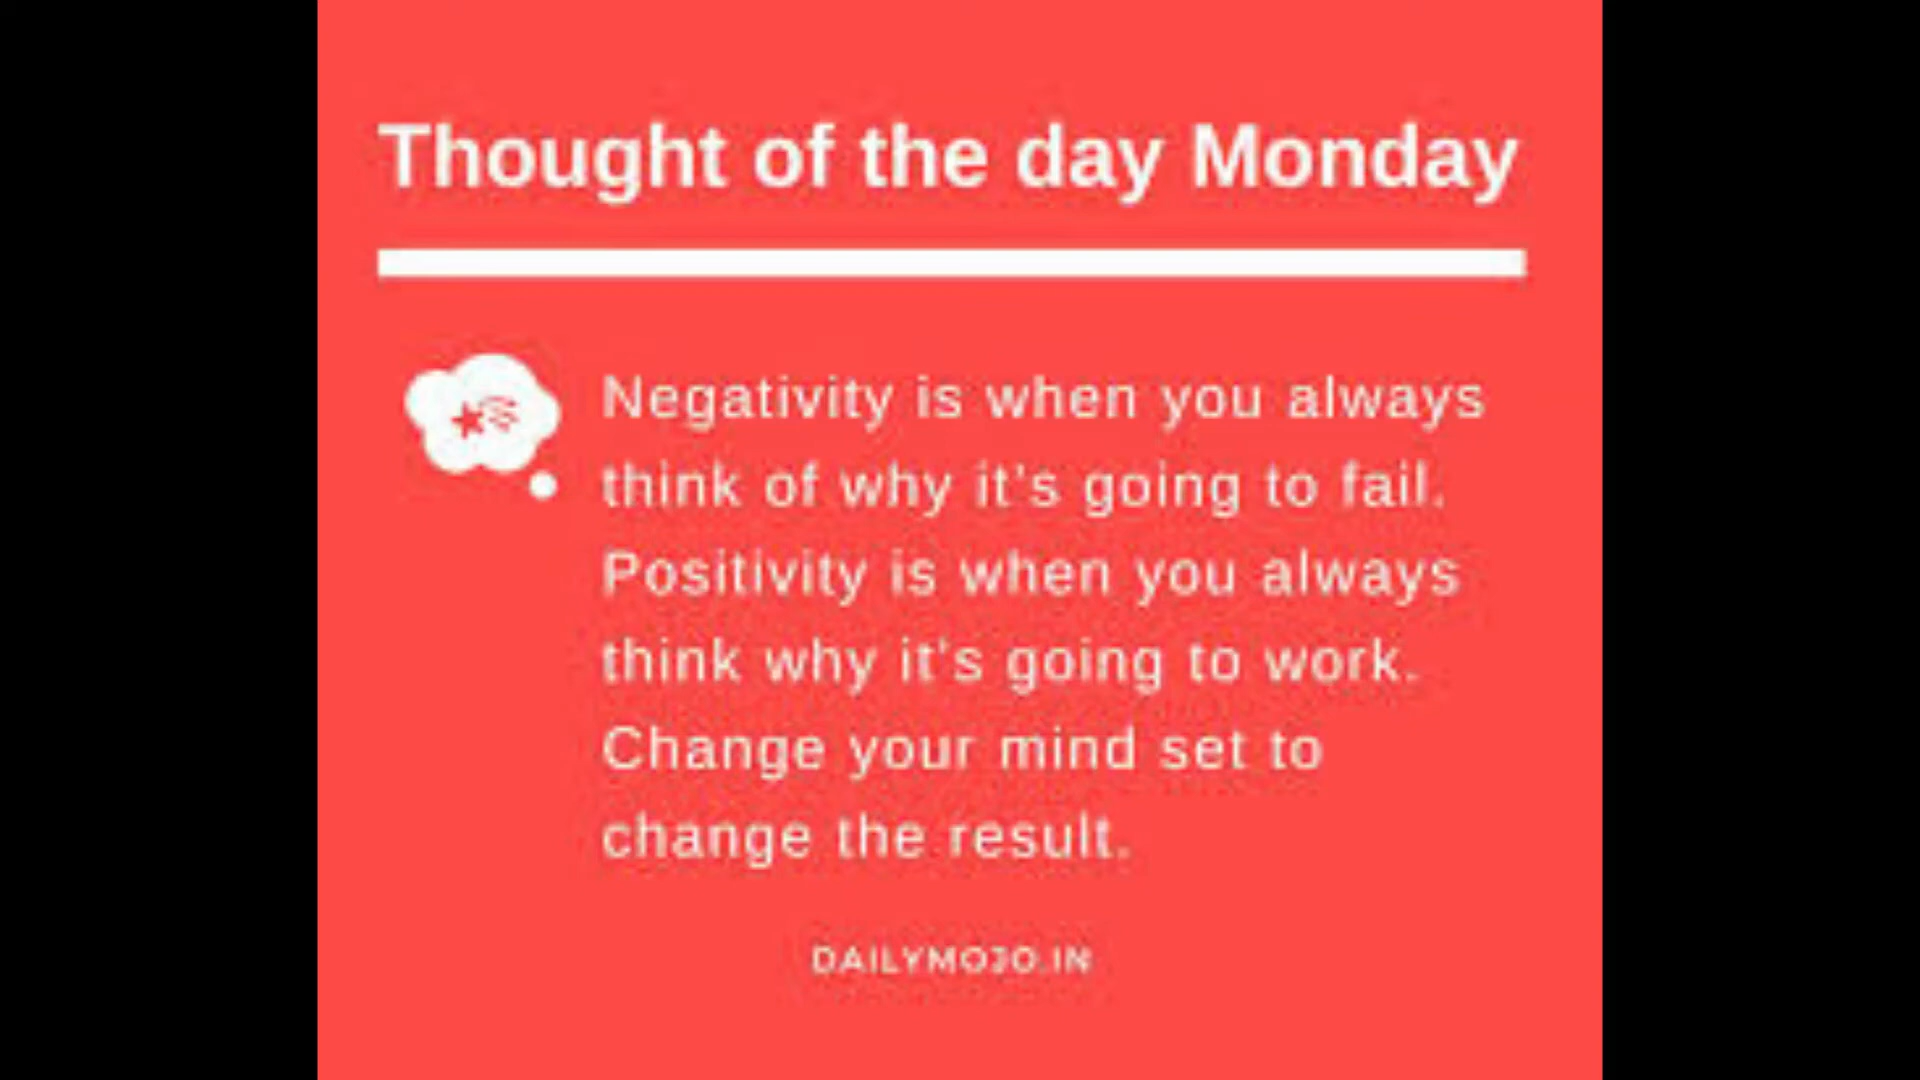 Thought of the day Monday
Negativity is when you always
think of why it's going to fail.
Positivity is when you always
think why it's going to work.
Change your mind set to
change the result.
DAILYMOJO.IN